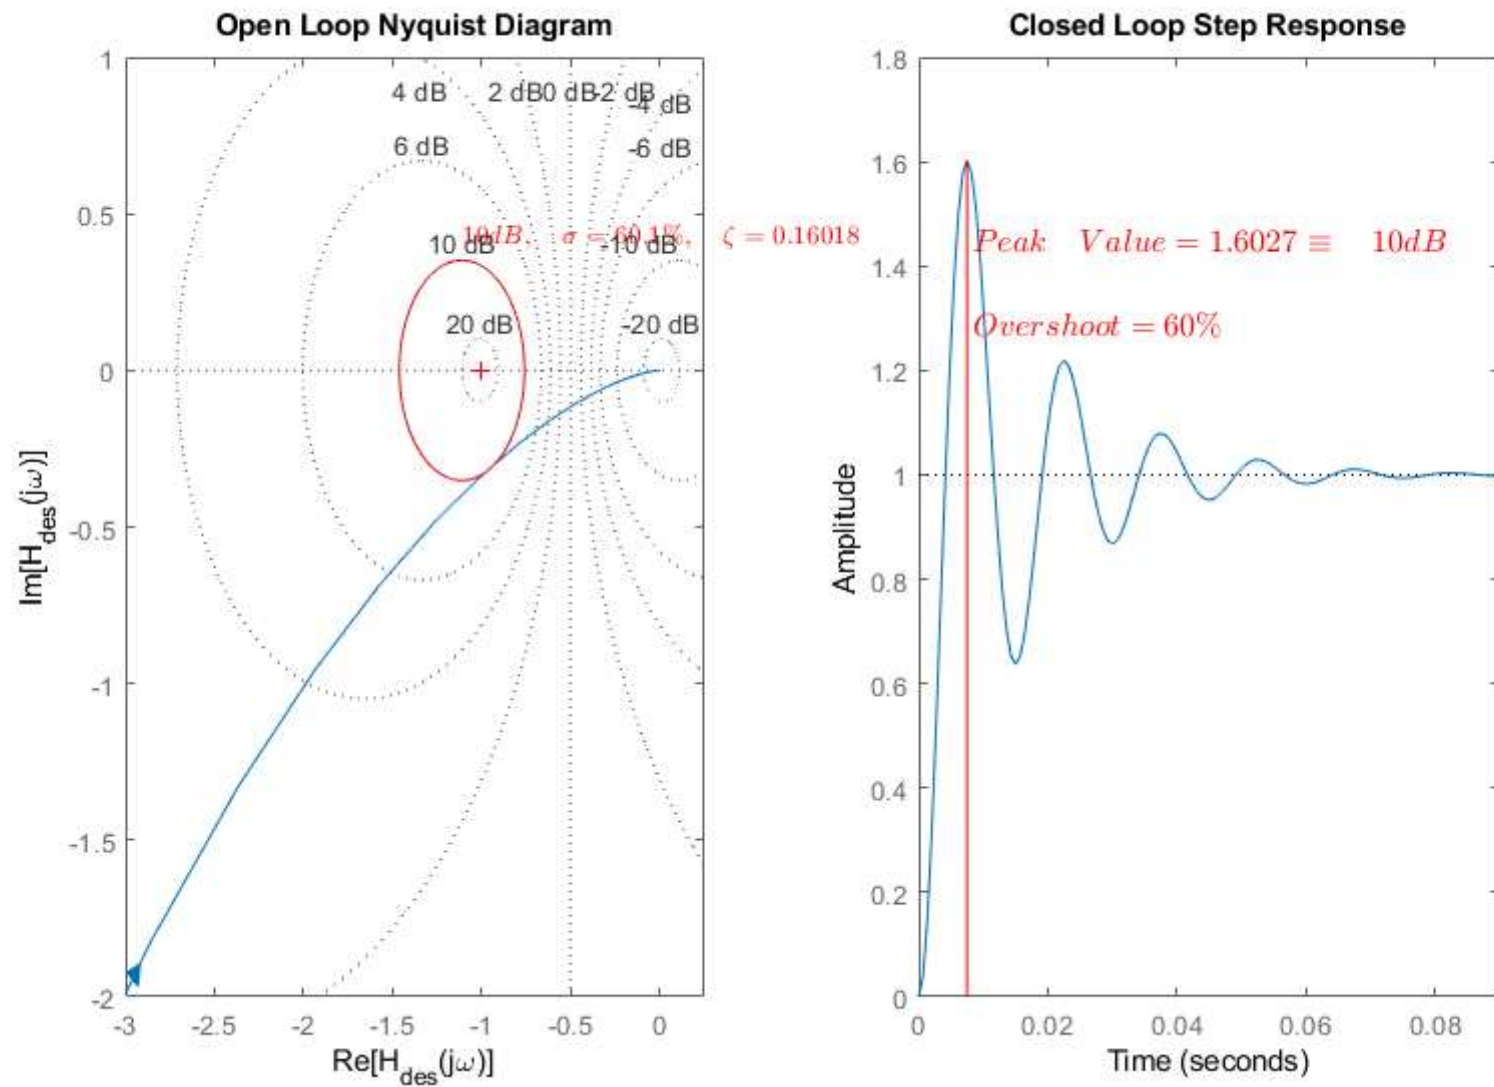 Open Loop Nyquist Diagram
1
0.5
0
-0.5
-1
-1.5
-2
Im[H_des(jω)]
4 dB
2 dB
0 dB
-2 dB
-4 dB
6 dB
-6 dB
10dB, σ = 60.1%, ζ = 0.16018
10 dB
-10 dB
20 dB
-20 dB
-3
-2.5
-2
-1.5
-1
-0.5
0
Re[H_des(jω)]
Closed Loop Step Response
1.8
1.6
1.4
1.2
1
0.8
0.6
0.4
0.2
0
Amplitude
Peak Value = 1.6027 ≡ 10dB
Overshoot = 60%
0
0.02
0.04
0.06
0.08
Time (seconds)